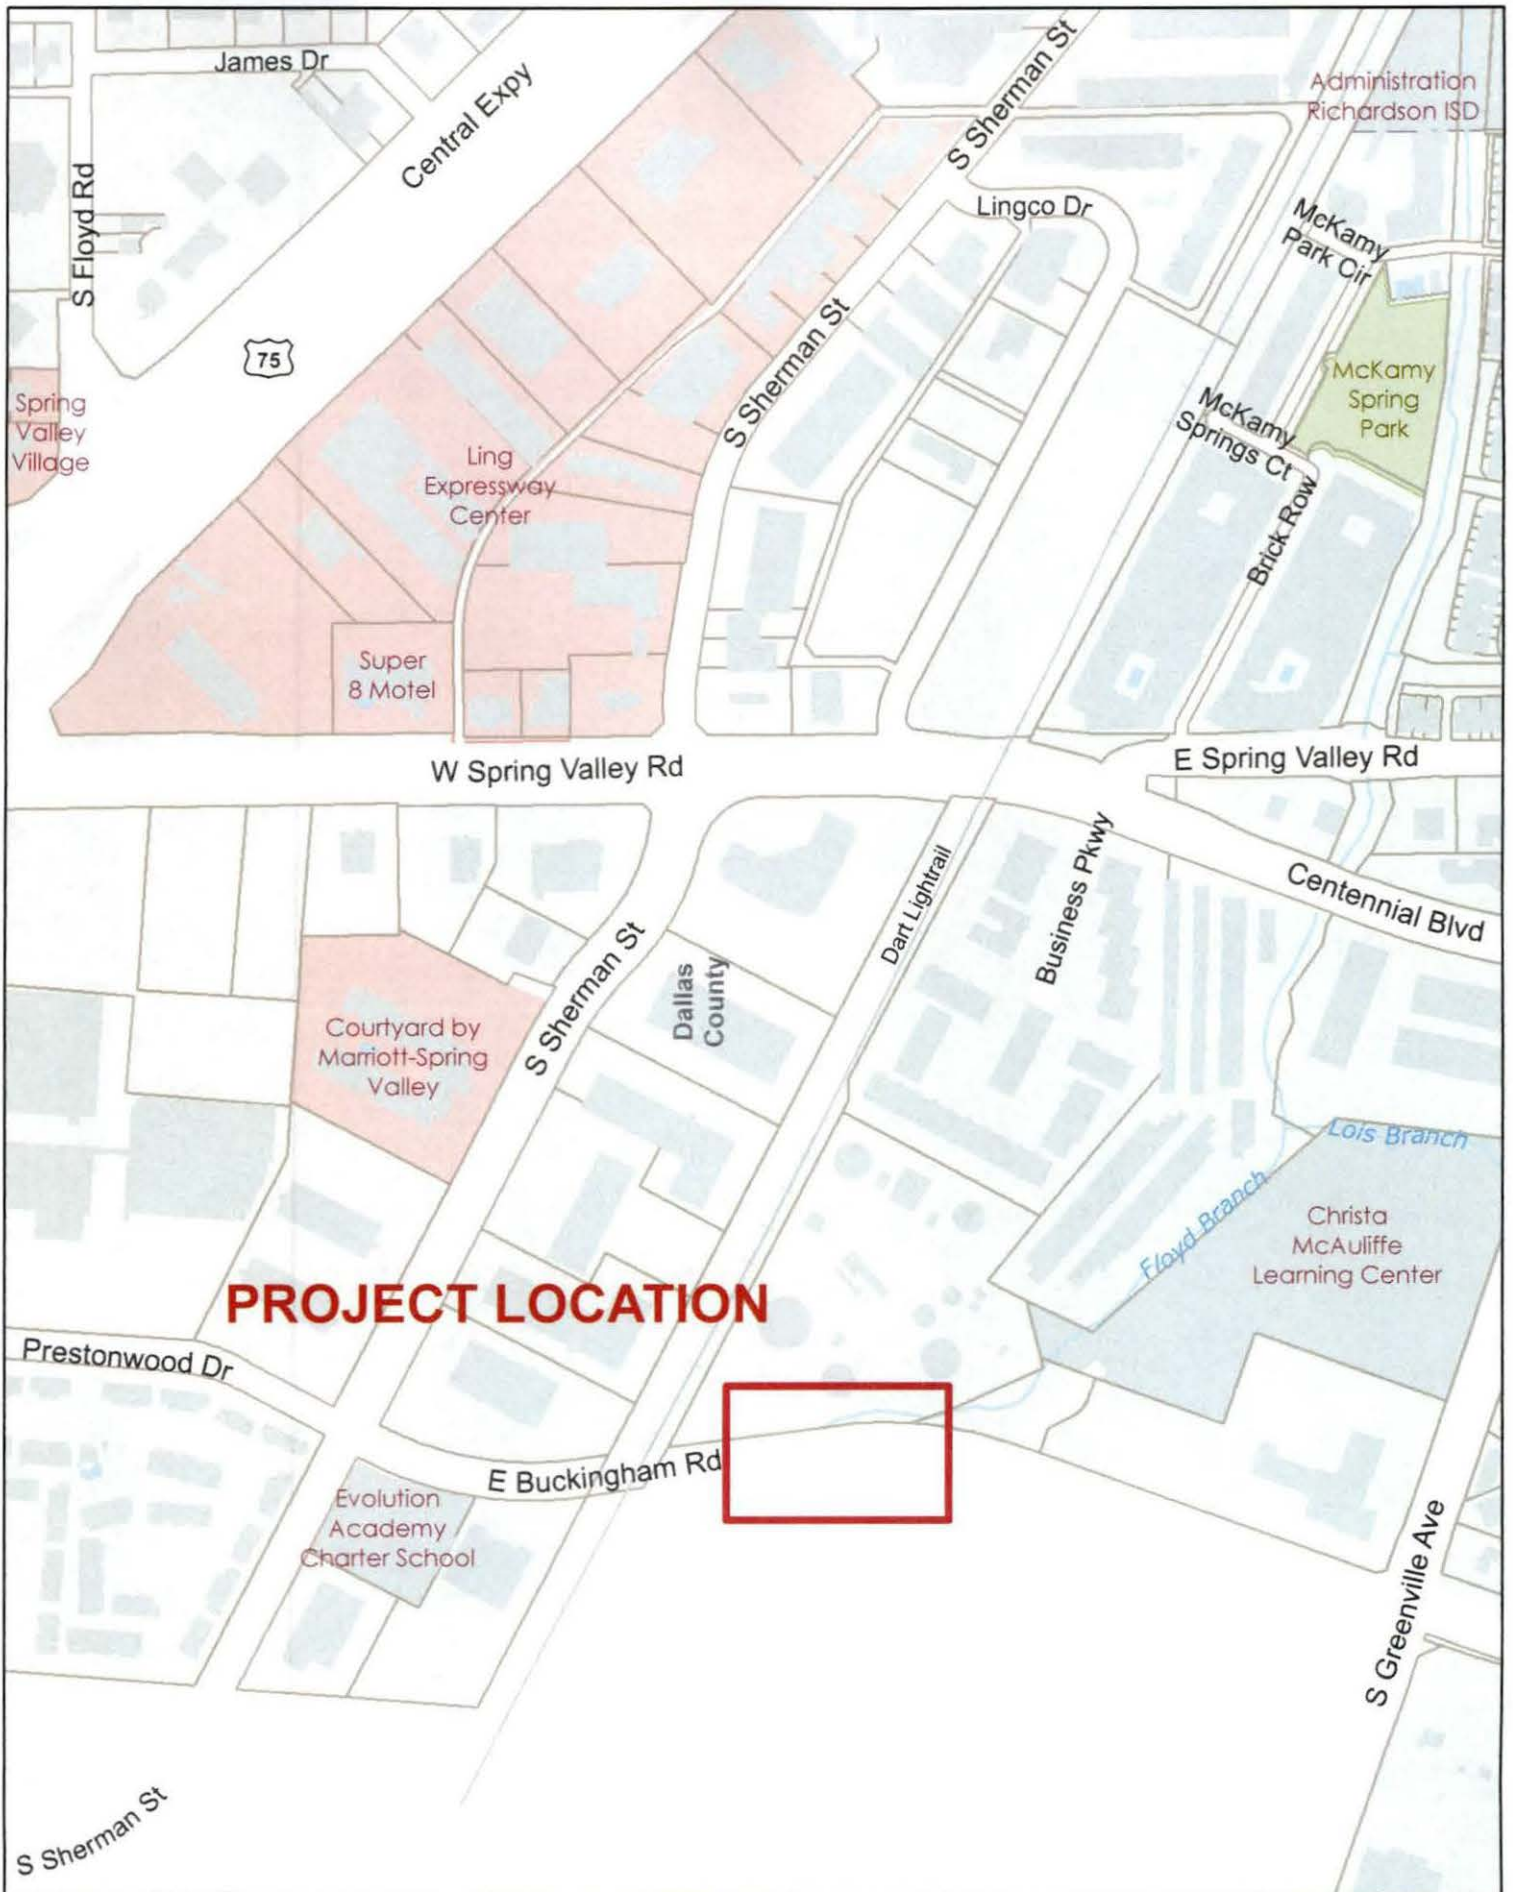 James Dr
Central Expy
S Floyd Rd
75
S Sherman St
Administration
Richardson ISD
Lingco Dr
McKamy
Park Cir
McKamy
Spring
Park
McKamy
Springs Ct
Brick Row
S Sherman St
Spring
Valley
Village
Ling
Expressway
Center
Super
8 Motel
W Spring Valley Rd
E Spring Valley Rd
Centennial Blvd
Business Pkwy
Dart Lightrail
S Sherman St
Dallas
County
Courtyard by
Marriott-Spring
Valley
Lois Branch
Floyd Branch
Christa
McAuliffe
Learning Center
PROJECT LOCATION
Prestonwood Dr
E Buckingham Rd
Evolution
Academy
Charter School
S Greenville Ave
S Sherman St